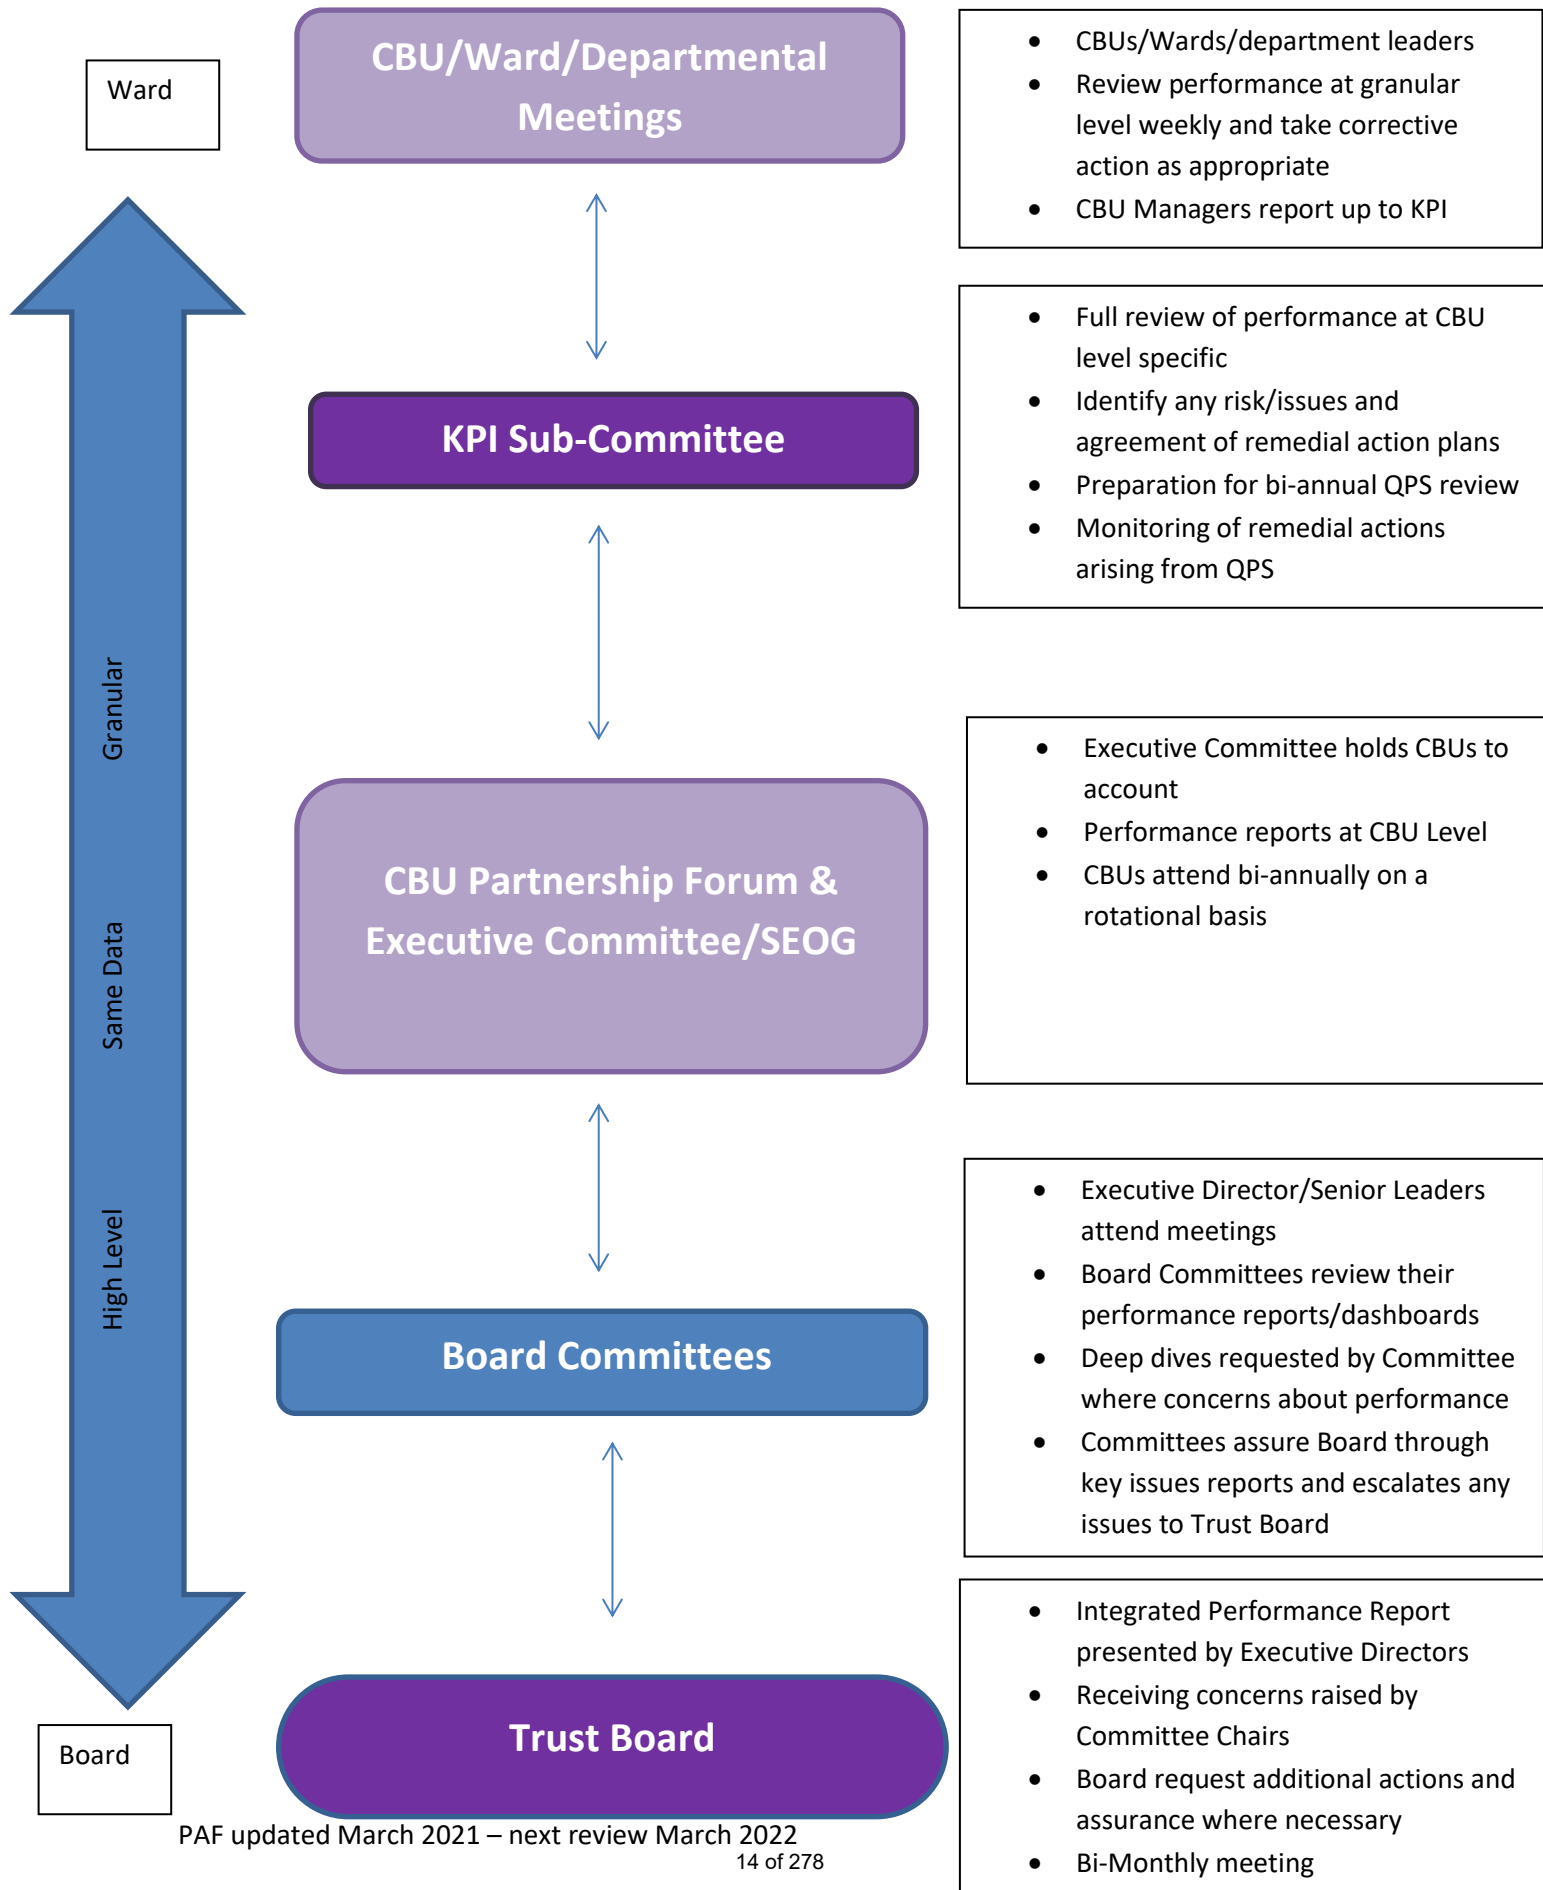 Ward
CBU/Ward/Departmental
Meetings
• CBUs/Wards/department leaders
• Review performance at granular
level weekly and take corrective
action as appropriate
• CBU Managers report up to KPI
KPI Sub-Committee
• Full review of performance at CBU
level specific
• Identify any risk/issues and
agreement of remedial action plans
• Preparation for bi-annual QPS review
• Monitoring of remedial actions
arising from QPS
Granular
Same Data
High Level
CBU Partnership Forum &
Executive Committee/SEOG
• Executive Committee holds CBUs to
account
• Performance reports at CBU Level
• CBUs attend bi-annually on a
rotational basis
Board Committees
• Executive Director/Senior Leaders
attend meetings
• Board Committees review their
performance reports/dashboards
• Deep dives requested by Committee
where concerns about performance
• Committees assure Board through
key issues reports and escalates any
issues to Trust Board
Board
Trust Board
• Integrated Performance Report
presented by Executive Directors
• Receiving concerns raised by
Committee Chairs
• Board request additional actions and
assurance where necessary
• Bi-Monthly meeting
PAF updated March 2021 – next review March 2022
14 of 278